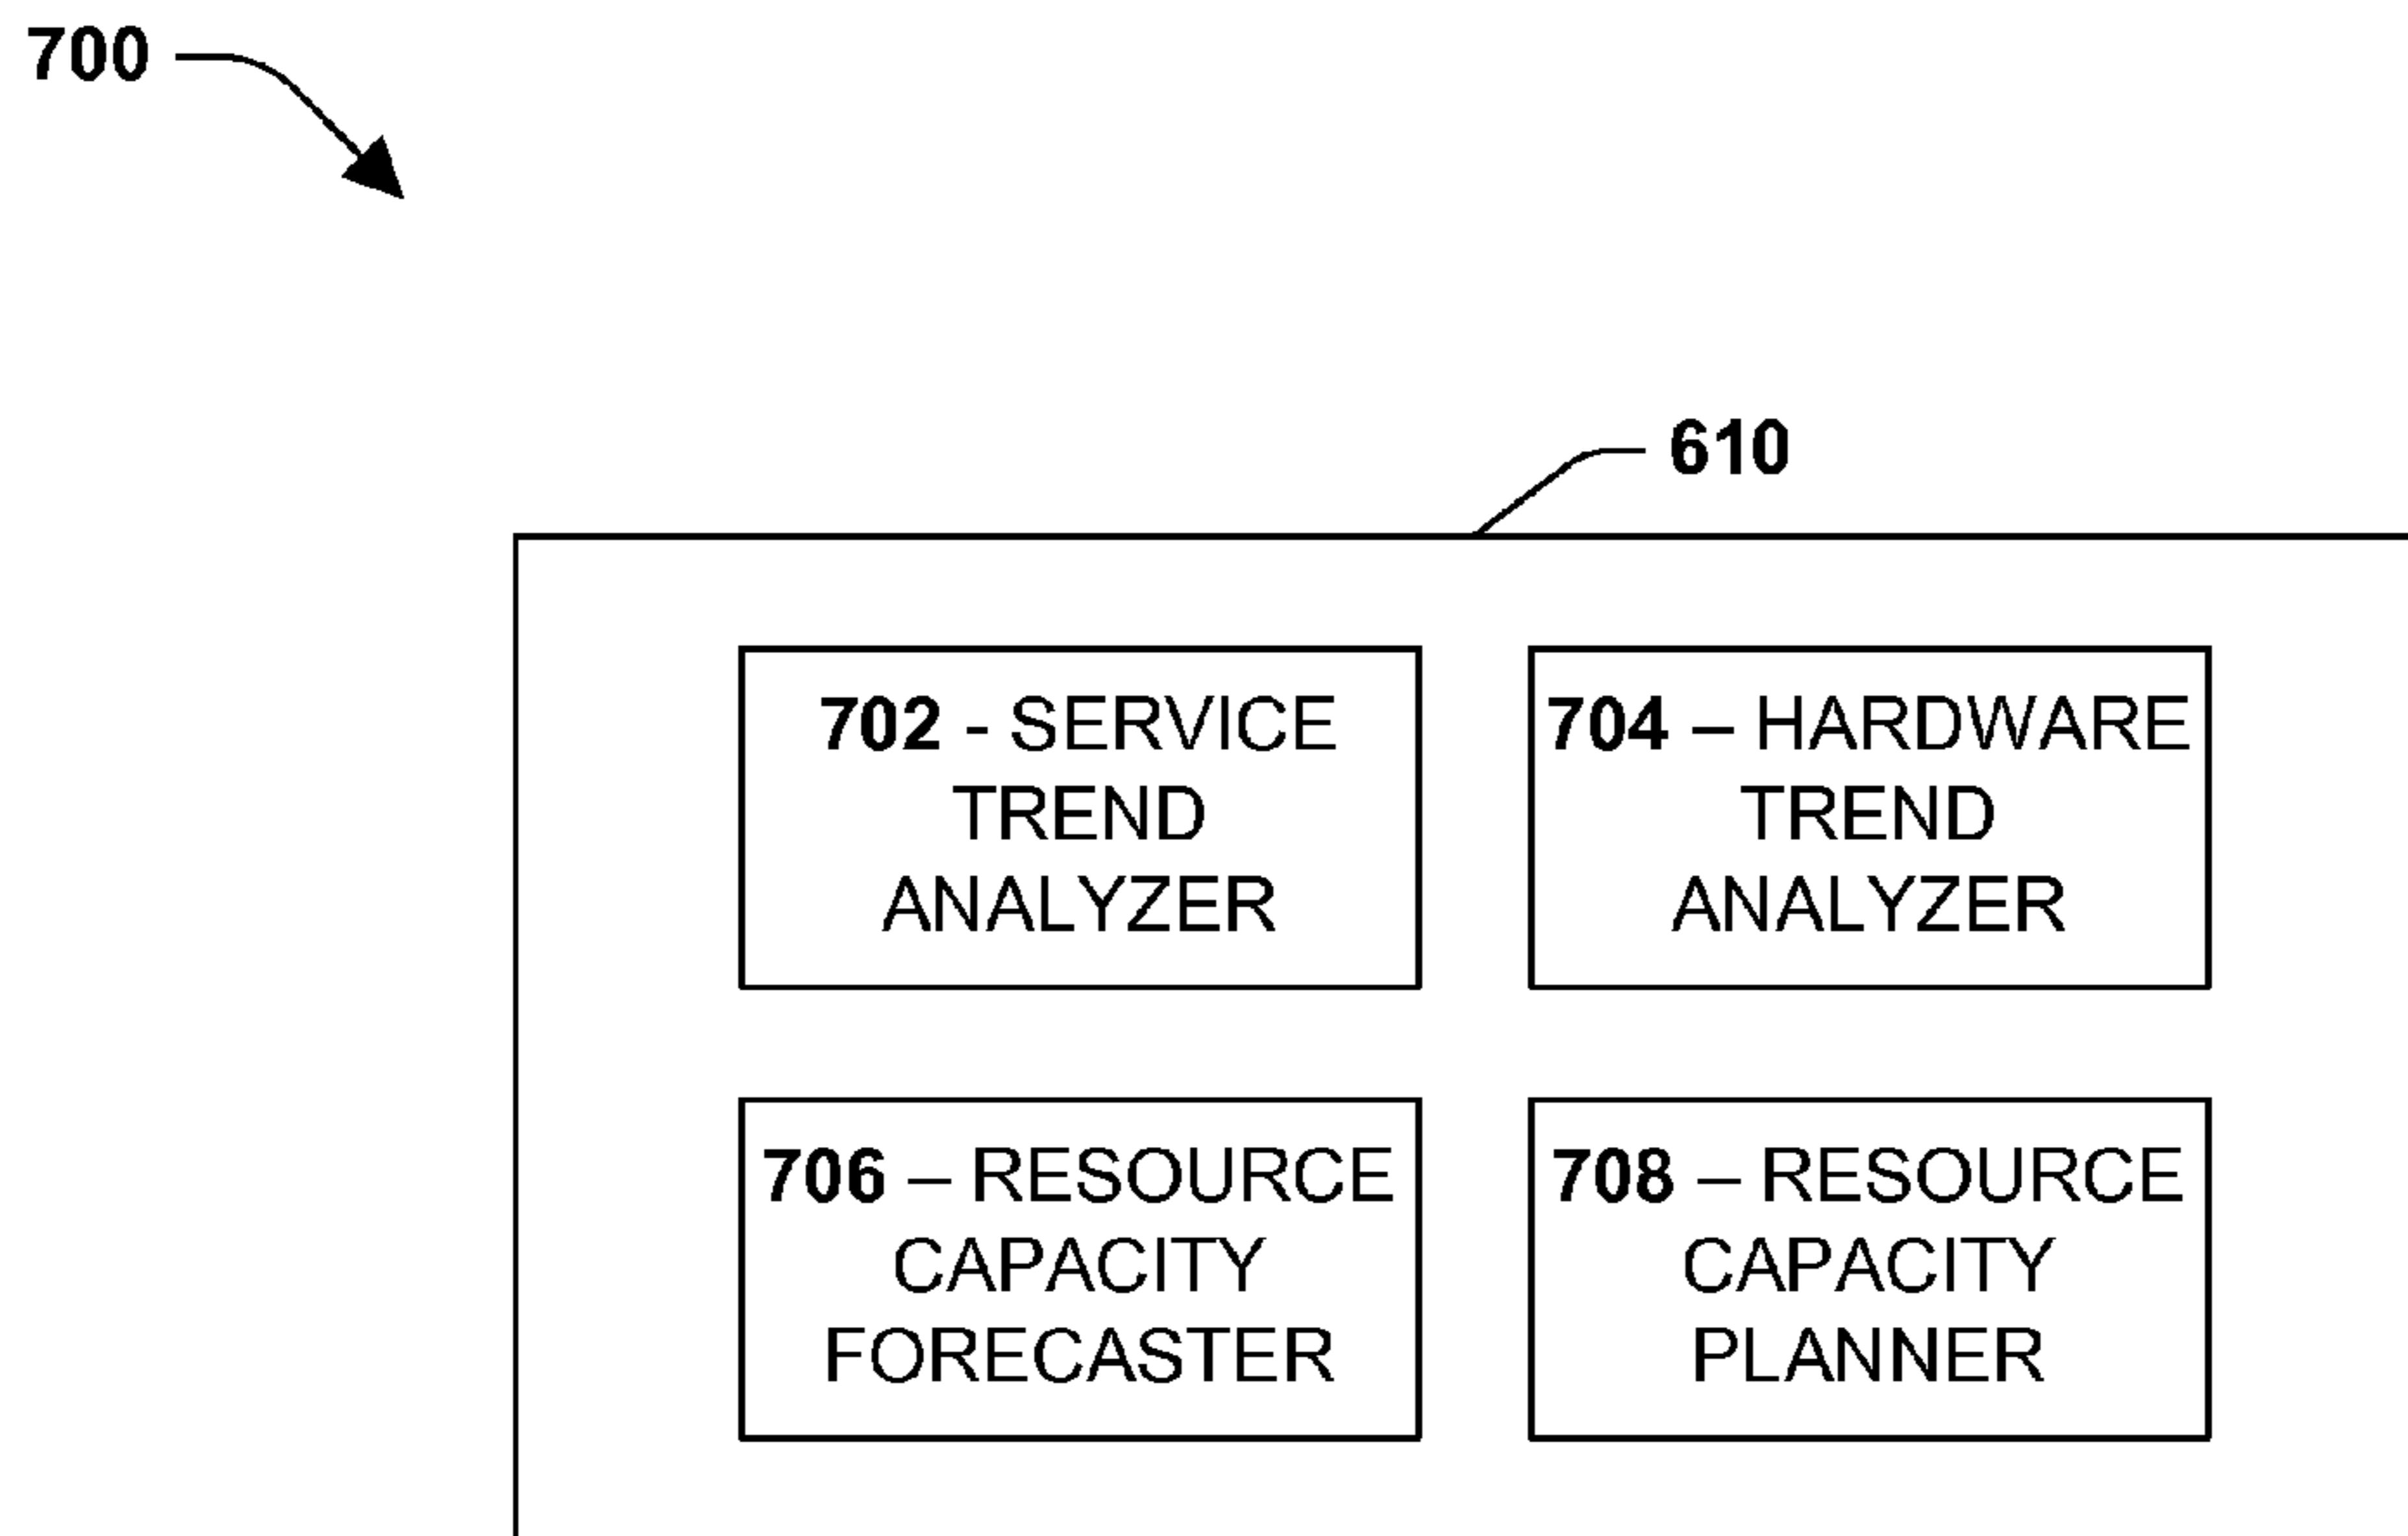 700
610
702 - SERVICE
TREND
ANALYZER
704 – HARDWARE
TREND
ANALYZER
706 – RESOURCE
CAPACITY
FORECASTER
708 – RESOURCE
CAPACITY
PLANNER